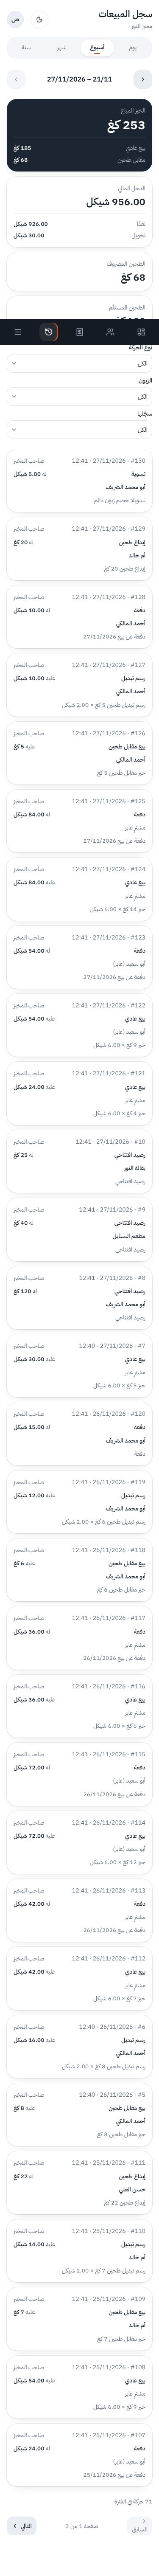 سجل المبيعات
مخبز النور
ص
يوم
أسبوع
شهر
سنة
27/11/2026 – 21/11
الخبز المباع
253 كغ
بيع عادي
185 كغ
مقابل طحين
68 كغ
الدخل المالي
956.00 شيكل
نقدًا
926.00 شيكل
تحويل
30.00 شيكل
الطحين المصروف
68 كغ
الطحين المستلَم
نوع الحركة
الكل
الزبون
الكل
سجّلها
الكل
#130 · 27/11/2026 · 12:41
صاحب المخبز
تسوية
له 5.00 شيكل
أبو محمد الشريف
تسوية: خصم زبون دائم
#129 · 27/11/2026 · 12:41
صاحب المخبز
إيداع طحين
له 20 كغ
أم خالد
إيداع طحين 20 كغ
#128 · 27/11/2026 · 12:41
صاحب المخبز
دفعة
له 10.00 شيكل
أحمد المالكي
دفعة عن بيع 27/11/2026
#127 · 27/11/2026 · 12:41
صاحب المخبز
رسم تبديل
عليه 10.00 شيكل
أحمد المالكي
رسم تبديل طحين 5 كغ × 2.00 شيكل
#126 · 27/11/2026 · 12:41
صاحب المخبز
بيع مقابل طحين
عليه 5 كغ
أحمد المالكي
خبز مقابل طحين 5 كغ
#125 · 27/11/2026 · 12:41
صاحب المخبز
دفعة
له 84.00 شيكل
مشترٍ عابر
دفعة عن بيع 27/11/2026
#124 · 27/11/2026 · 12:41
صاحب المخبز
بيع عادي
عليه 84.00 شيكل
مشترٍ عابر
خبز 14 كغ × 6.00 شيكل
#123 · 27/11/2026 · 12:41
صاحب المخبز
دفعة
له 54.00 شيكل
أبو سعيد (عابر)
دفعة عن بيع 27/11/2026
#122 · 27/11/2026 · 12:41
صاحب المخبز
بيع عادي
عليه 54.00 شيكل
أبو سعيد (عابر)
خبز 9 كغ × 6.00 شيكل
#121 · 27/11/2026 · 12:41
صاحب المخبز
بيع عادي
عليه 24.00 شيكل
مشترٍ عابر
خبز 4 كغ × 6.00 شيكل
#10 · 27/11/2026 · 12:41
صاحب المخبز
رصيد افتتاحي
له 25 كغ
بقالة النور
رصيد افتتاحي
#9 · 27/11/2026 · 12:41
صاحب المخبز
رصيد افتتاحي
له 40 كغ
مطعم السنابل
رصيد افتتاحي
#8 · 27/11/2026 · 12:41
صاحب المخبز
رصيد افتتاحي
له 120 كغ
أبو محمد الشريف
رصيد افتتاحي
#7 · 27/11/2026 · 12:40
صاحب المخبز
بيع عادي
عليه 30.00 شيكل
مشترٍ عابر
خبز 5 كغ × 6.00 شيكل
#120 · 26/11/2026 · 12:41
صاحب المخبز
دفعة
له 15.00 شيكل
أبو محمد الشريف
دفعة
#119 · 26/11/2026 · 12:41
صاحب المخبز
رسم تبديل
عليه 12.00 شيكل
أبو محمد الشريف
رسم تبديل طحين 6 كغ × 2.00 شيكل
#118 · 26/11/2026 · 12:41
صاحب المخبز
بيع مقابل طحين
عليه 6 كغ
أبو محمد الشريف
خبز مقابل طحين 6 كغ
#117 · 26/11/2026 · 12:41
صاحب المخبز
دفعة
له 36.00 شيكل
مشترٍ عابر
دفعة عن بيع 26/11/2026
#116 · 26/11/2026 · 12:41
صاحب المخبز
بيع عادي
عليه 36.00 شيكل
مشترٍ عابر
خبز 6 كغ × 6.00 شيكل
#115 · 26/11/2026 · 12:41
صاحب المخبز
دفعة
له 72.00 شيكل
أبو سعيد (عابر)
دفعة عن بيع 26/11/2026
#114 · 26/11/2026 · 12:41
صاحب المخبز
بيع عادي
عليه 72.00 شيكل
أبو سعيد (عابر)
خبز 12 كغ × 6.00 شيكل
#113 · 26/11/2026 · 12:41
صاحب المخبز
دفعة
له 42.00 شيكل
مشترٍ عابر
دفعة عن بيع 26/11/2026
#112 · 26/11/2026 · 12:41
صاحب المخبز
بيع عادي
عليه 42.00 شيكل
مشترٍ عابر
خبز 7 كغ × 6.00 شيكل
#6 · 26/11/2026 · 12:40
صاحب المخبز
رسم تبديل
عليه 16.00 شيكل
أحمد المالكي
رسم تبديل طحين 8 كغ × 2.00 شيكل
#5 · 26/11/2026 · 12:40
صاحب المخبز
بيع مقابل طحين
عليه 8 كغ
أحمد المالكي
خبز مقابل طحين 8 كغ
#111 · 25/11/2026 · 12:41
صاحب المخبز
إيداع طحين
له 22 كغ
حسن العلي
إيداع طحين 22 كغ
#110 · 25/11/2026 · 12:41
صاحب المخبز
رسم تبديل
عليه 14.00 شيكل
أم خالد
رسم تبديل طحين 7 كغ × 2.00 شيكل
#109 · 25/11/2026 · 12:41
صاحب المخبز
بيع مقابل طحين
عليه 7 كغ
أم خالد
خبز مقابل طحين 7 كغ
#108 · 25/11/2026 · 12:41
صاحب المخبز
بيع عادي
عليه 54.00 شيكل
مشترٍ عابر
خبز 9 كغ × 6.00 شيكل
#107 · 25/11/2026 · 12:41
صاحب المخبز
دفعة
له 24.00 شيكل
أبو سعيد (عابر)
دفعة عن بيع 25/11/2026
71 حركة في الفترة
السابق
صفحة 1 من 3
التالي